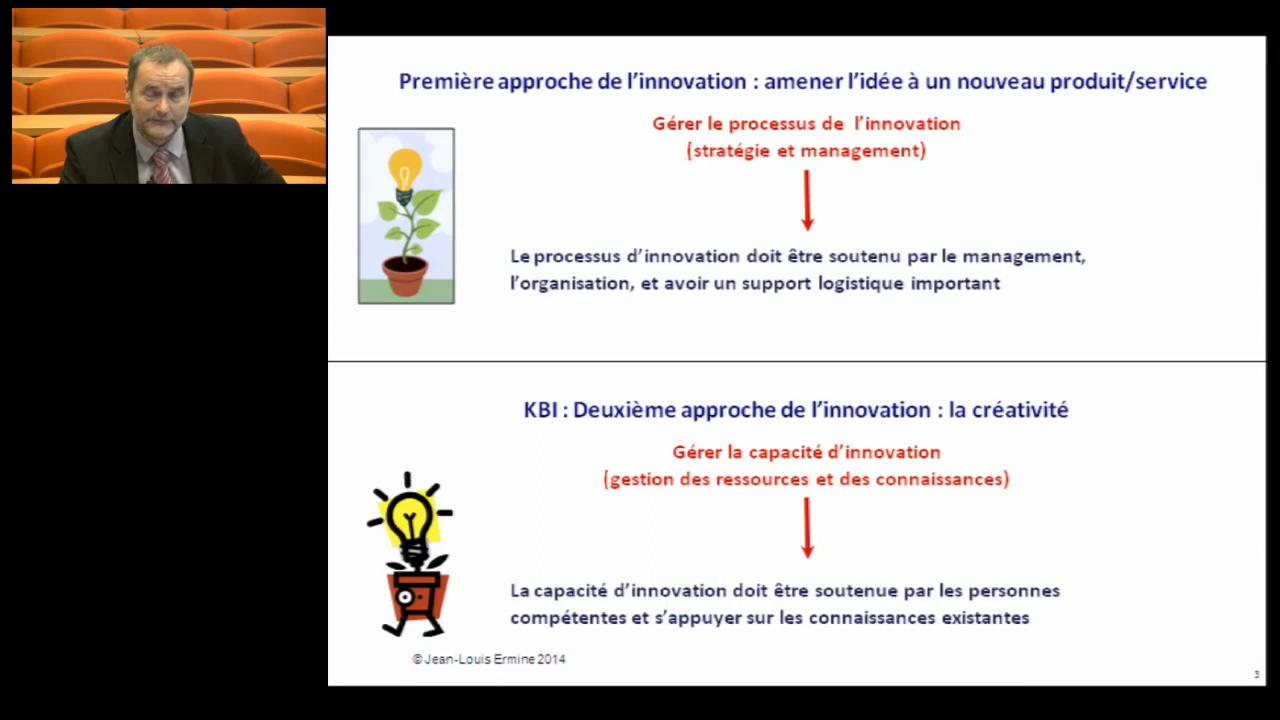 Première approche de l’innovation : amener l’idée à un nouveau produit/service
Gérer le processus de l’innovation
(stratégie et management)
Le processus d’innovation doit être soutenu par le management,
l’organisation, et avoir un support logistique important
KBI : Deuxième approche de l’innovation : la créativité
Gérer la capacité d’innovation
(gestion des ressources et des connaissances)
La capacité d’innovation doit être soutenue par les personnes
compétentes et s’appuyer sur les connaissances existantes
©Jean-Louis Ermine 2014
3